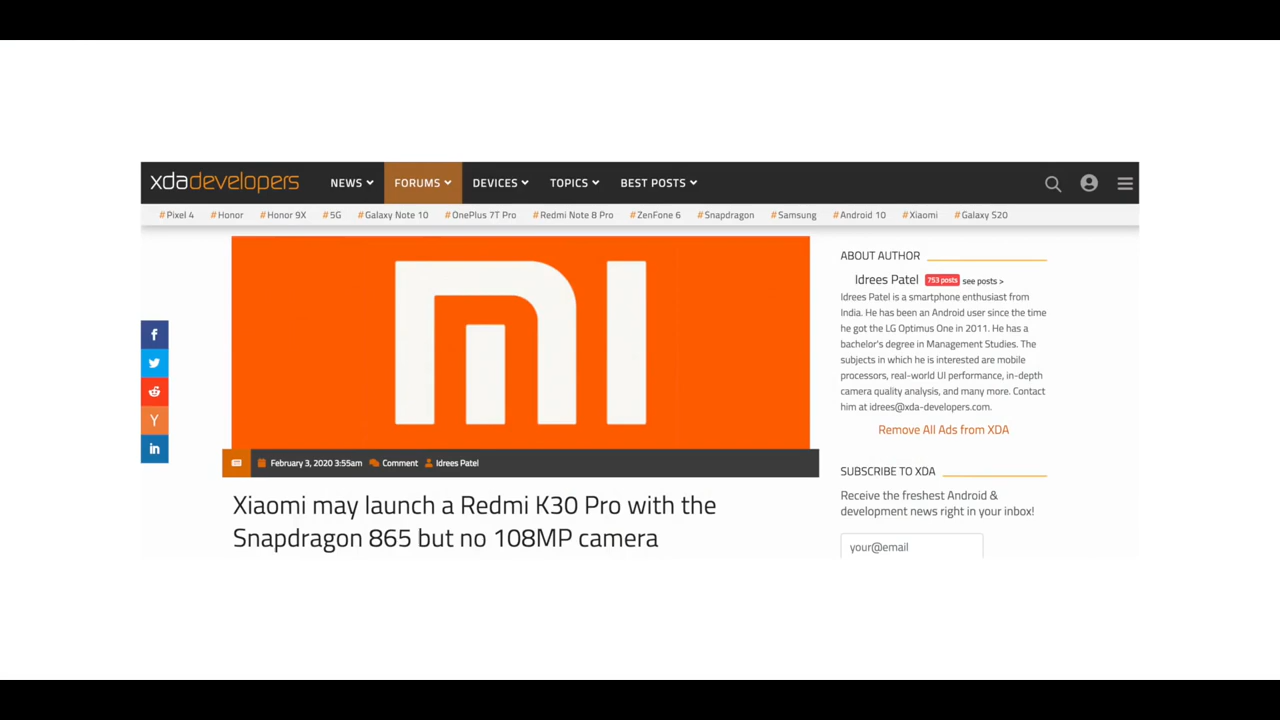 xdadevelopers NEWS FORUMS DEVICES TOPICS BEST POSTS
#Pixel 4 #Honor #Honor 9X #5G #Galaxy Note 10 #OnePlus 7T Pro #Redmi Note 8 Pro #ZenFone 6 #Snapdragon #Samsung #Android 10 #Xiaomi #Galaxy S20
MI
February 3, 2020 3:55am Comment Idrees Patel
Xiaomi may launch a Redmi K30 Pro with the
Snapdragon 865 but no 108MP camera
ABOUT AUTHOR
Idrees Patel 753 posts see posts >
Idrees Patel is a smartphone enthusiast from
India. He has been an Android user since the time
he got the LG Optimus One in 2011. He has a
bachelor's degree in Management Studies. The
subjects in which he is interested are mobile
processors, real-world UI performance, in-depth
camera quality analysis, and many more. Contact
him at idrees@xda-developers.com.
Remove All Ads from XDA
SUBSCRIBE TO XDA
Receive the freshest Android &
development news right in your inbox!
your@email